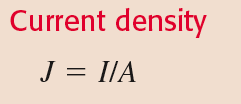 Current density
J = I/A